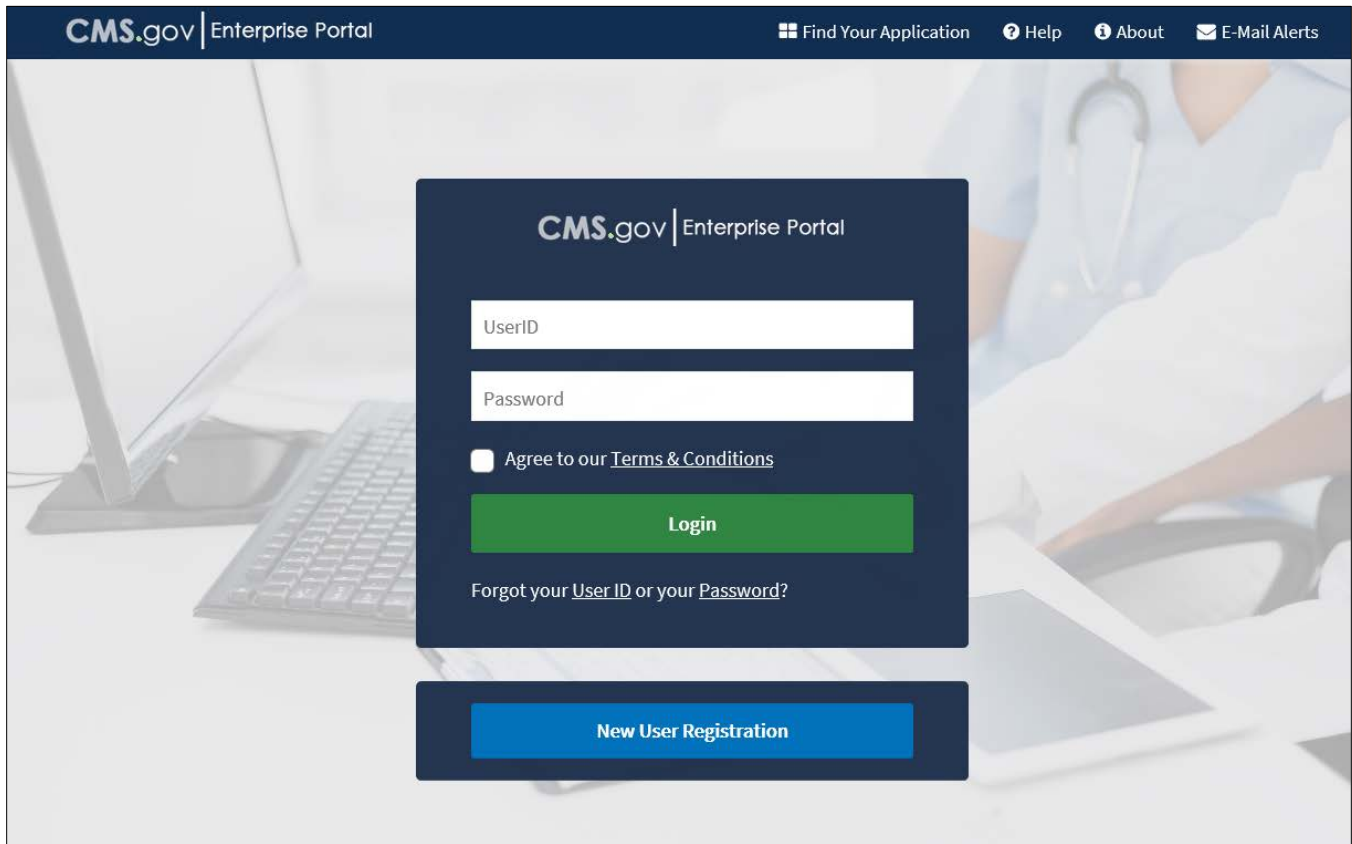 CMS.gov Enterprise Portal Find Your Application Help About E-Mail Alerts
CMS.gov Enterprise Portal
UserID
Password
Agree to our Terms & Conditions
Login
Forgot your User ID or your Password?
New User Registration